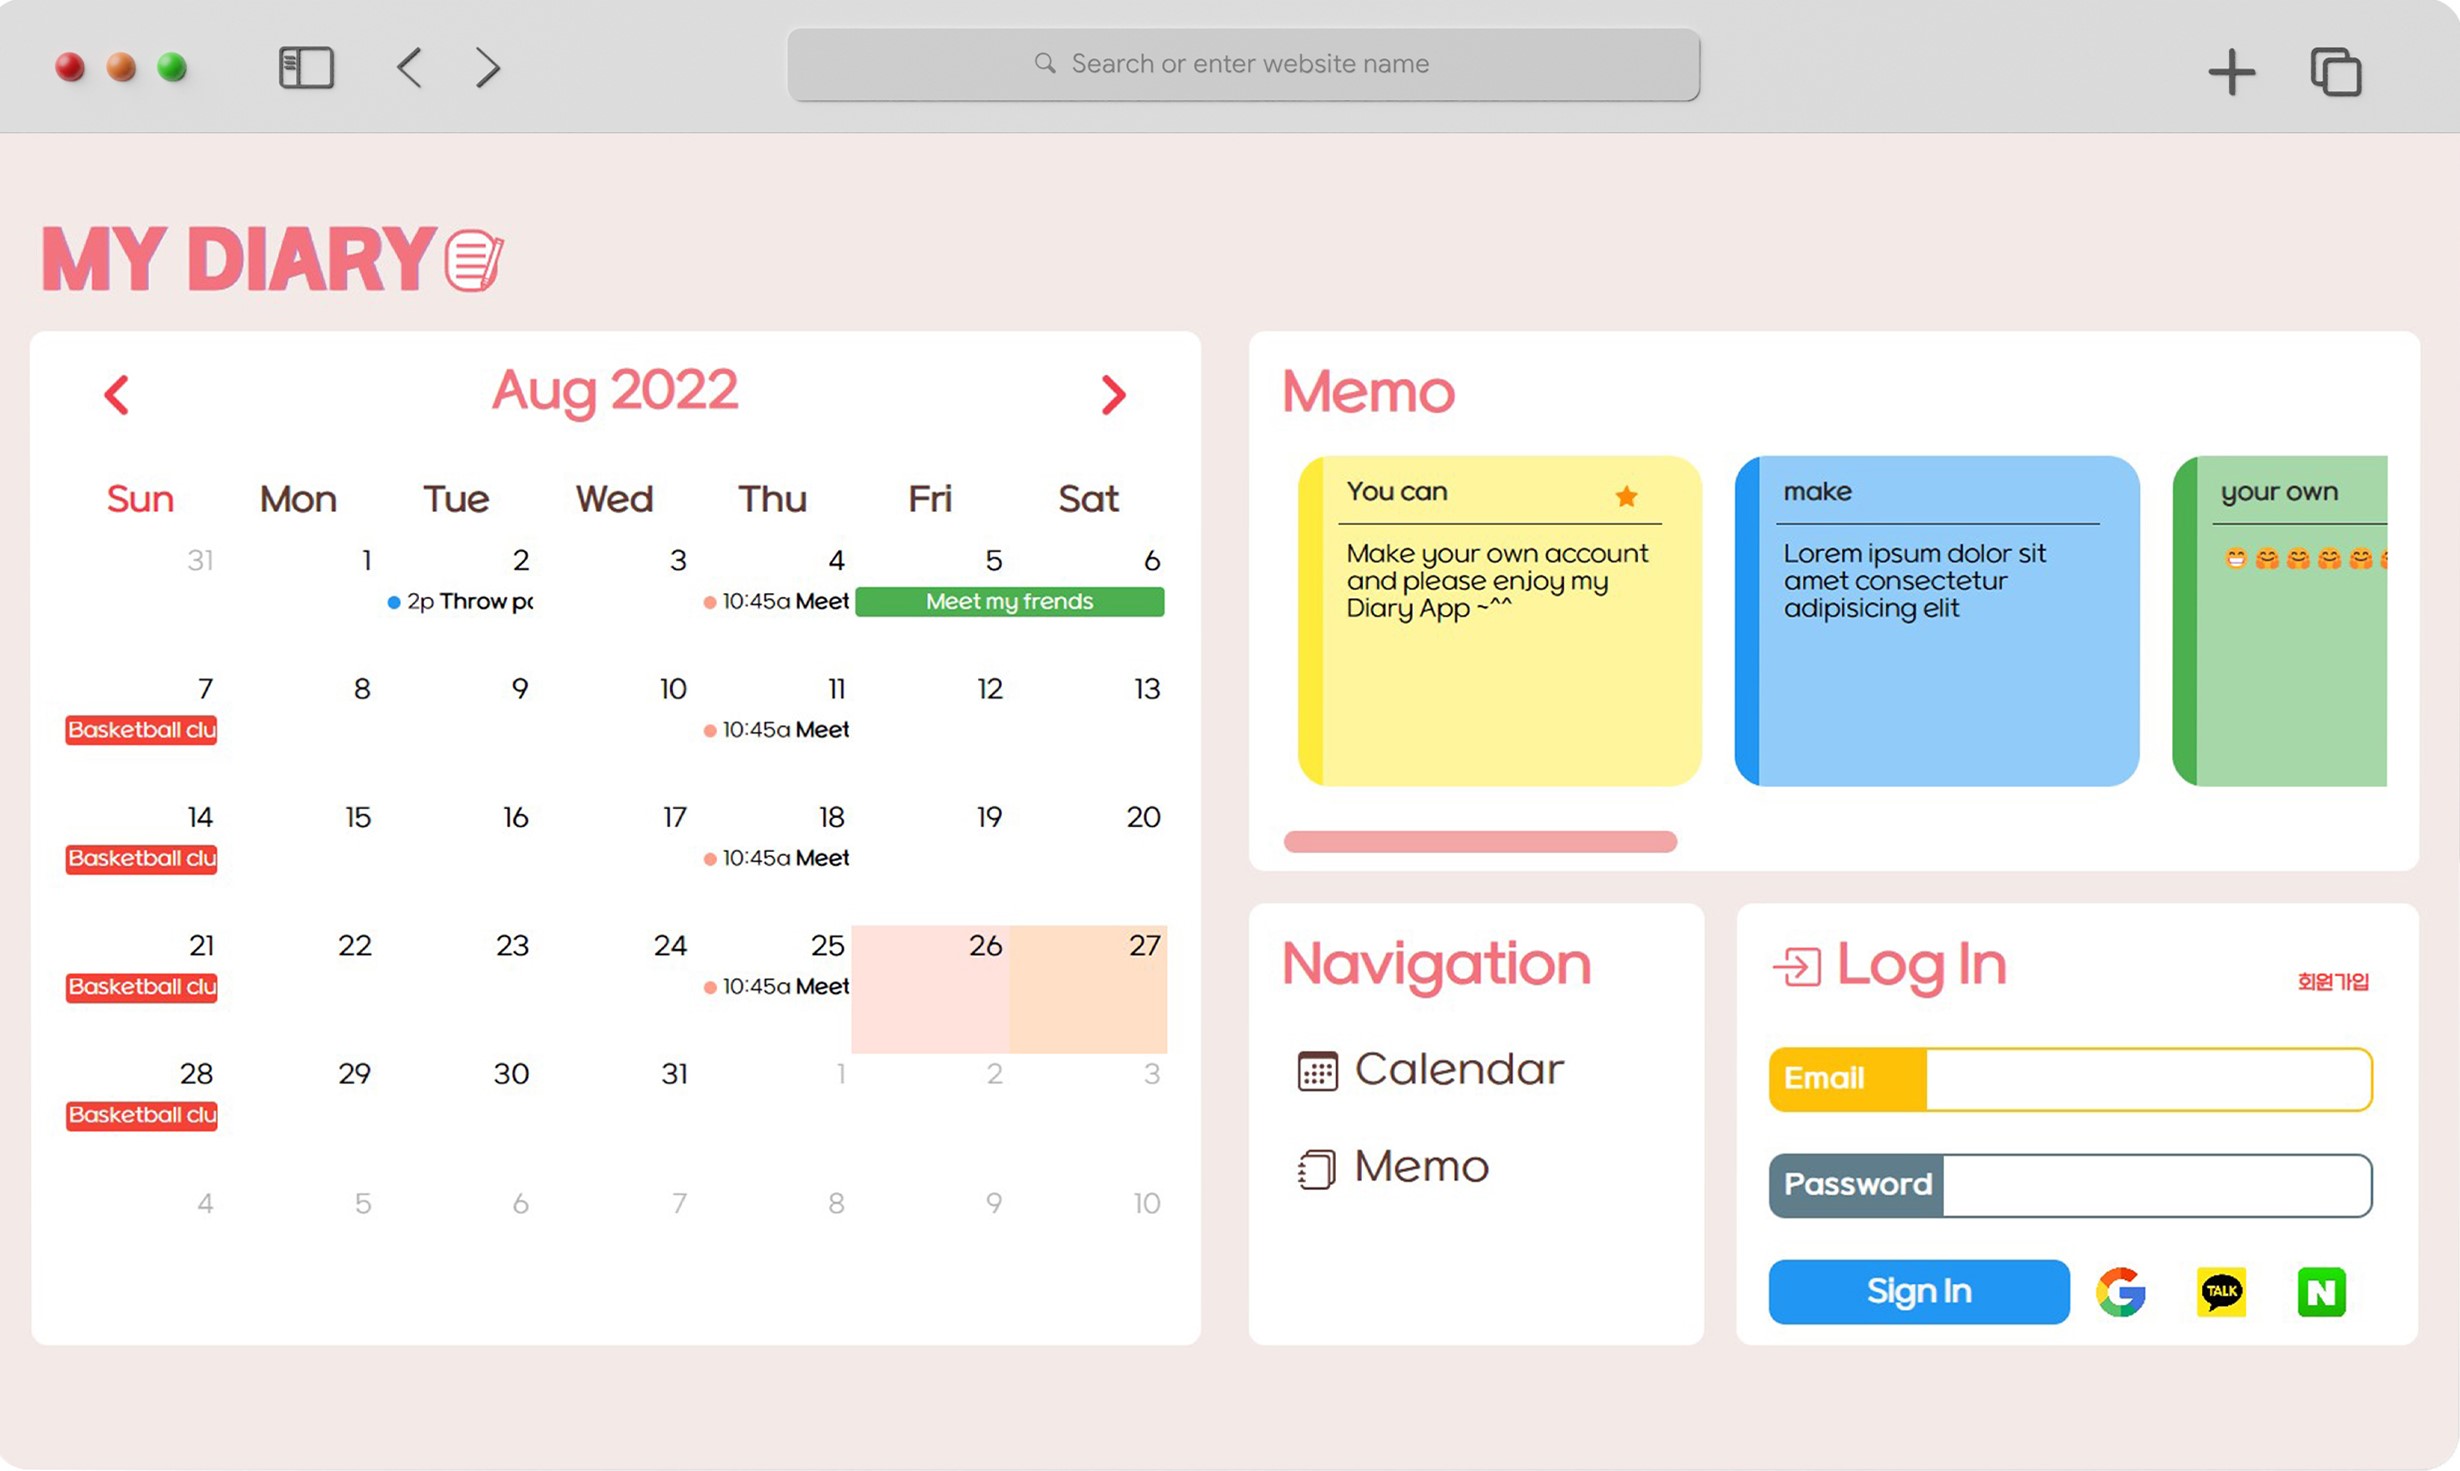 Search or enter website name
MY DIARY
Aug 2022
Sun Mon Tue Wed Thu Fri Sat
31 1 2 3 4 5 6
2p Throw 10:45a Meet Meet my frends
7 8 9 10 11 12 13
Basketball clu 10:45a Meet
14 15 16 17 18 19 20
Basketball clu 10:45a Meet
21 22 23 24 25 26 27
Basketball clu 10:45a Meet
28 29 30 31 1 2 3
Basketball clu
4 5 6 7 8 9 10
Memo
You can
Make your own account
and please enjoy my
Diary App ~^^
make
Lorem ipsum dolor sit
amet consectetur
adipisicing elit
your own
😁🤗🤗🤗🤗
Navigation
Calendar
Memo
Log In
회원가입
Email
Password
Sign In
G
TALK
N